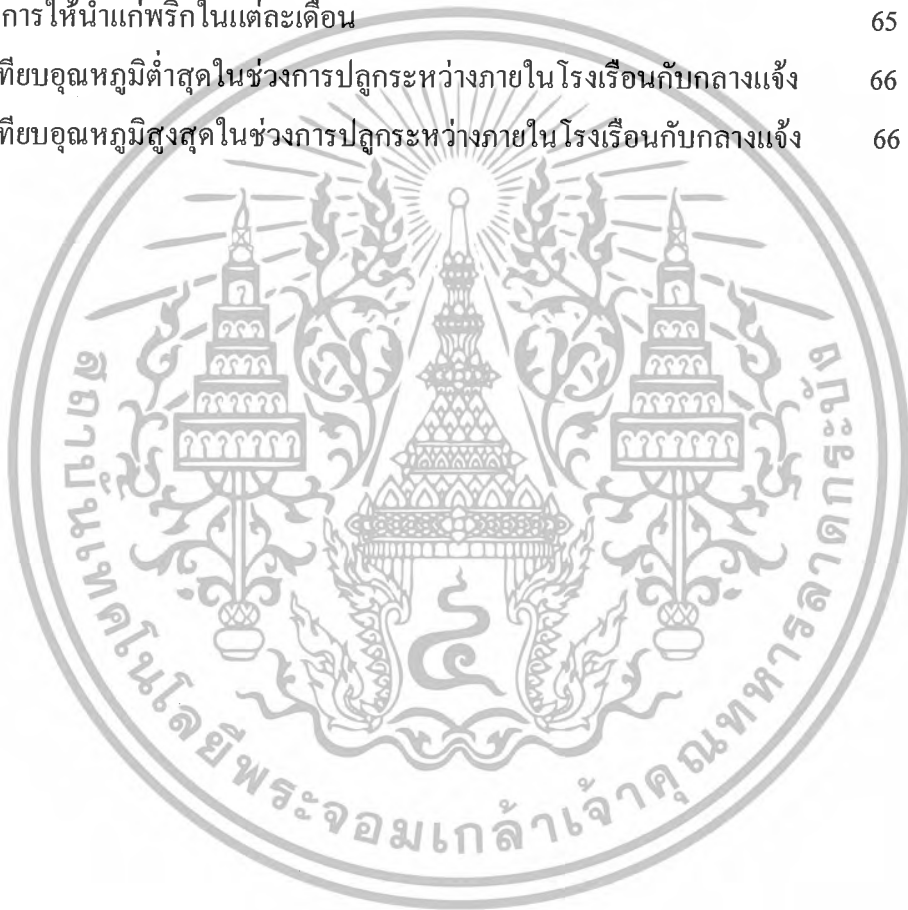 การให้น้ำแก่พริกในแต่ละเดือน 65
ทียบอุณหภูมิต่ำสุดในช่วงการปลูกระหว่างภายในโรงเรือนกับกลางแจ้ง 66
ทียบอุณหภูมิสูงสุดในช่วงการปลูกระหว่างภายในโรงเรือนกับกลางแจ้ง 66
๔
สถาบันเทคโนโลยีพระจอมเกล้าเจ้าคุณทหารลาดกระบัง